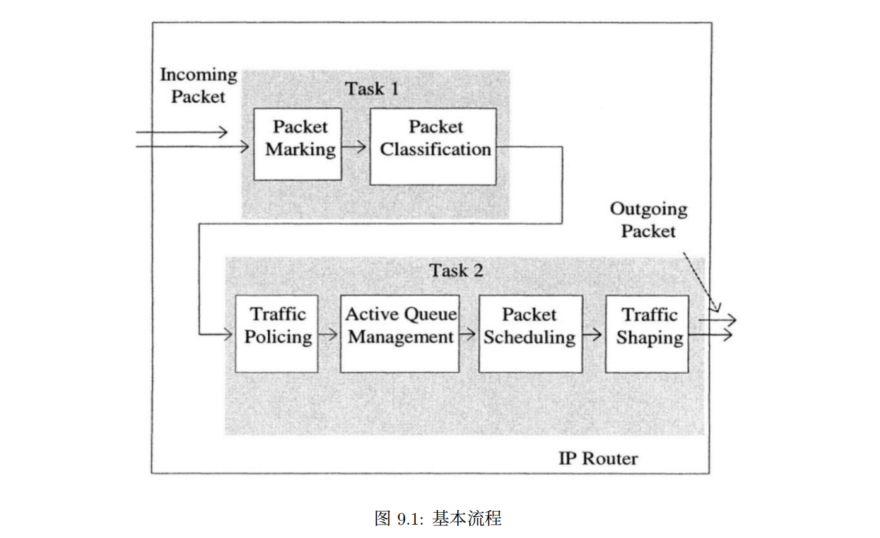 Incoming
Packet
Task 1
Packet
Marking
Packet
Classification
Outgoing
Packet
Task 2
Traffic
Policing
Active Queue
Management
Packet
Scheduling
Traffic
Shaping
IP Router
图 9.1: 基本流程